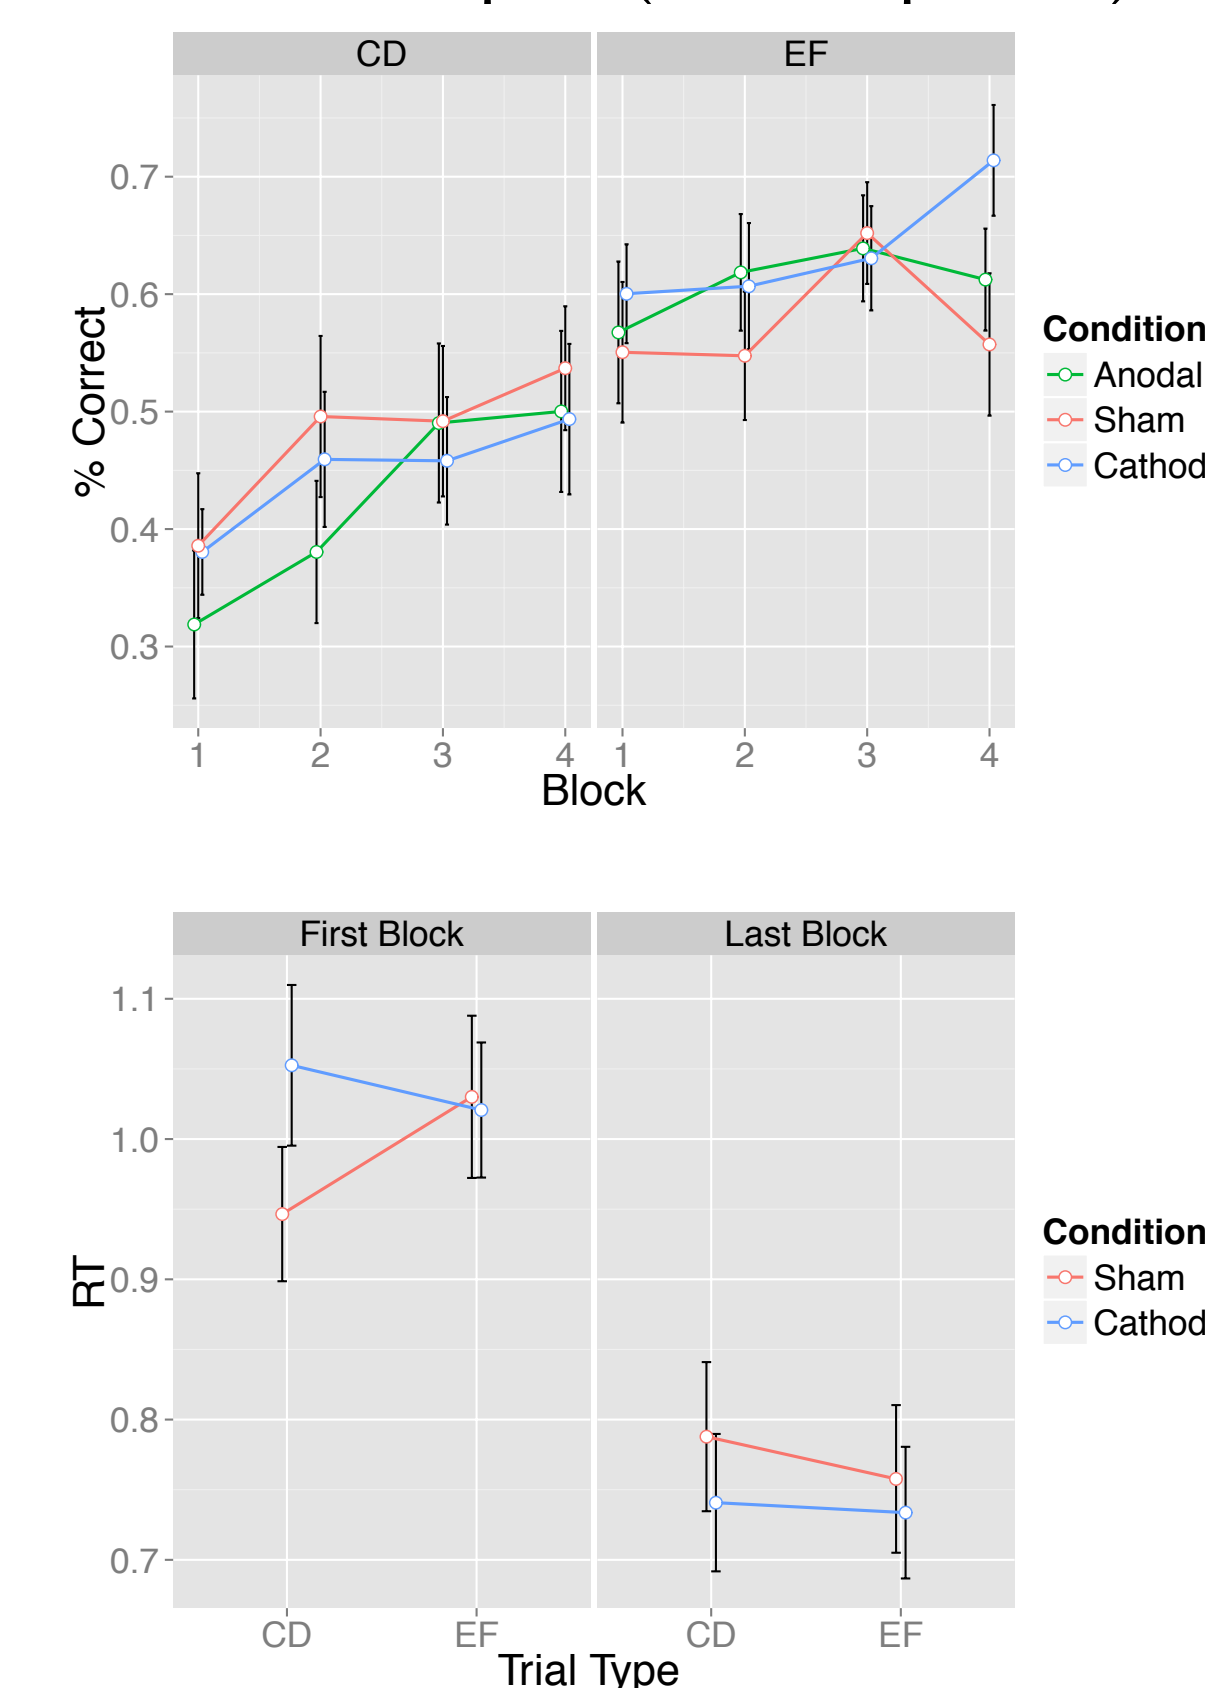 CD EF
% Correct
0.7
0.6
0.5
0.4
0.3
1 2 3 4 1 2 3 4
Block
Condition
Anodal
Sham
Cathod
First Block Last Block
RT
1.1
1.0
0.9
0.8
0.7
CD EF CD EF
Trial Type
Condition
Sham
Cathod